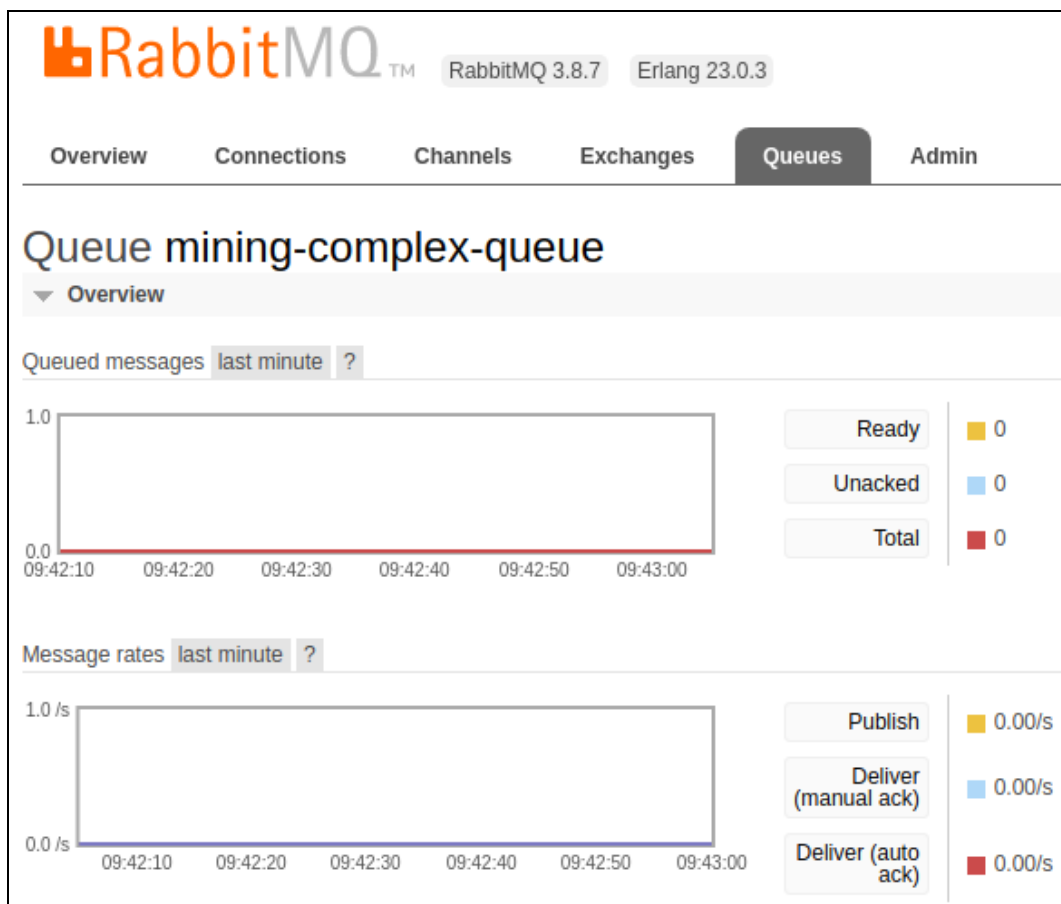 RabbitMQ TM RabbitMQ 3.8.7 Erlang 23.0.3
Overview Connections Channels Exchanges Queues Admin
Queue mining-complex-queue
Overview
Queued messages last minute ?
1.0
0.0
09:42:10 09:42:20 09:42:30 09:42:40 09:42:50 09:43:00
Ready 0
Unacked 0
Total 0
Message rates last minute ?
1.0 /s
0.0 /s
09:42:10 09:42:20 09:42:30 09:42:40 09:42:50 09:43:00
Publish 0.00/s
Deliver
(manual ack) 0.00/s
Deliver (auto
ack) 0.00/s